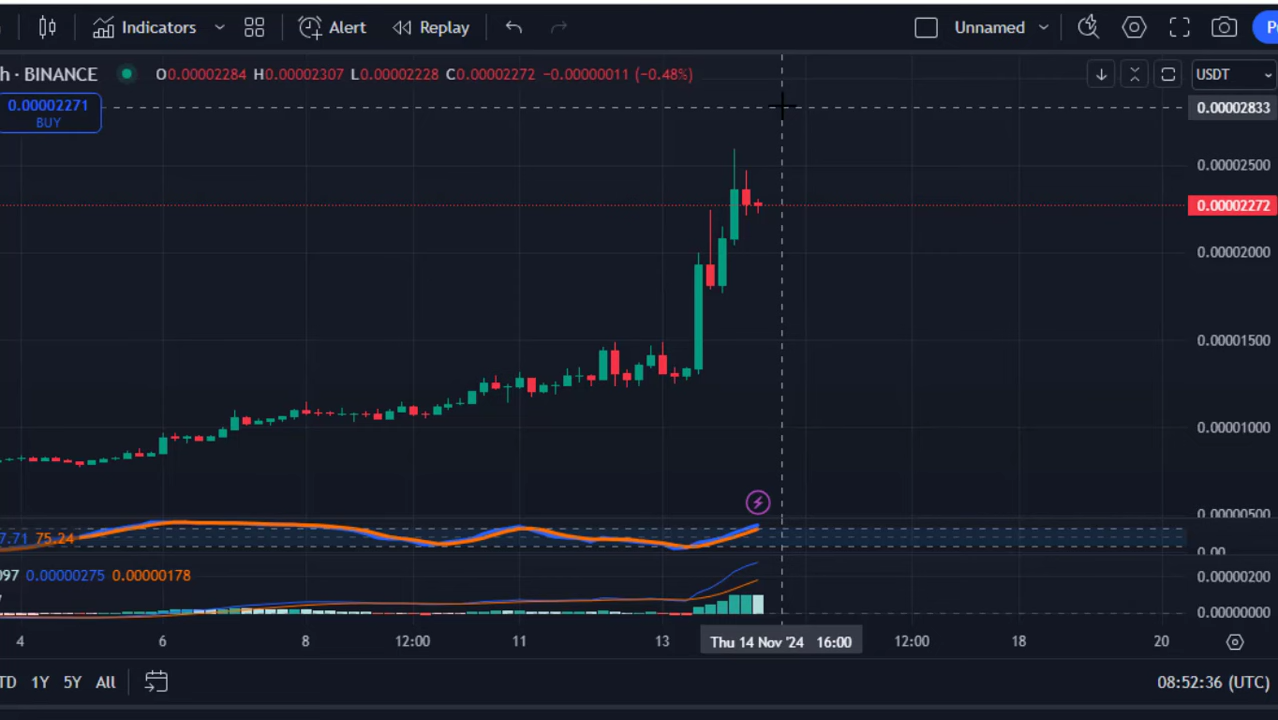 Indicators Alert Replay Unnamed P
h · BINANCE O0.00002284 H0.00002307 L0.00002228 C0.00002272 −0.00000011 (−0.48%) USDT
0.00002271
BUY
0.00002833
0.00002500
0.00002272
0.00002000
0.00001500
0.00001000
0.00000500
7.71 75.24
0.00
097 0.00000275 0.00000178
0.00000200
0.00000000
4 6 8 12:00 11 13 Thu 14 Nov '24 16:00 12:00 18 20
TD 1Y 5Y All 08:52:36 (UTC)